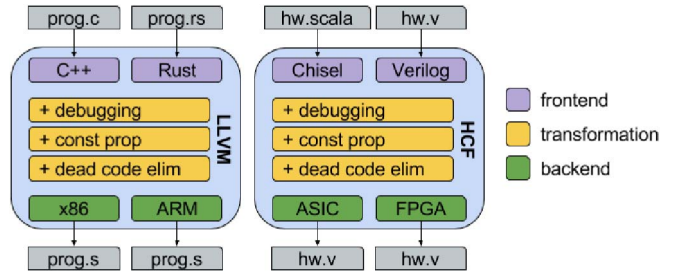 prog.c prog.rs hw.scala hw.v
C++ Rust Chisel Verilog
+ debugging + debugging
+ const prop + const prop
+ dead code elim + dead code elim
LLVM HCF
x86 ARM ASIC FPGA
prog.s prog.s hw.v hw.v
frontend
transformation
backend